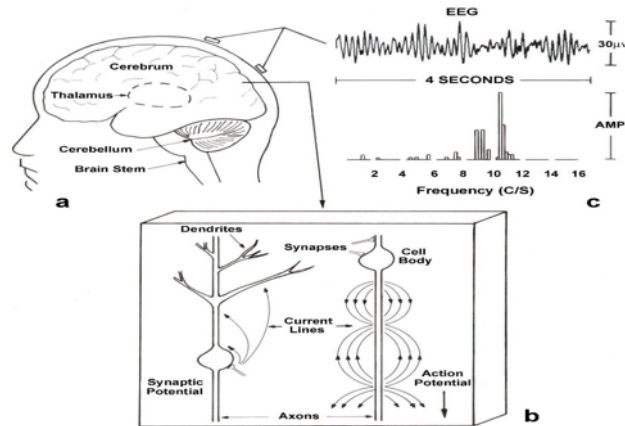 Cerebrum
Thalamus
Cerebellum
Brain Stem
a
EEG
30μv
4 SECONDS
AMP
2 4 6 8 10 12 14 16
Frequency (C/S)
c
Dendrites
Synapses
Cell
Body
Current
Lines
Synaptic
Potential
Action
Potential
Axons
b